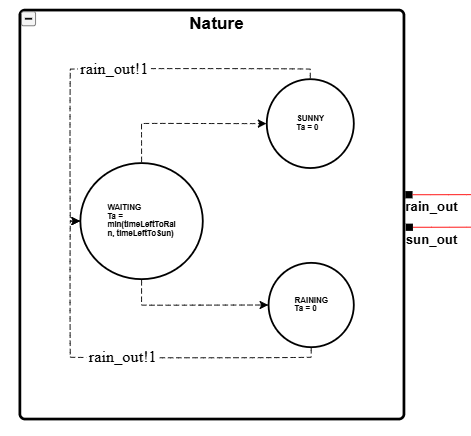 Nature
rain_out!1
SUNNY
Ta = 0
WAITING
Ta =
min(timeLeftToRai
n, timeLeftToSun)
rain_out
sun_out
RAINING
Ta = 0
rain_out!1